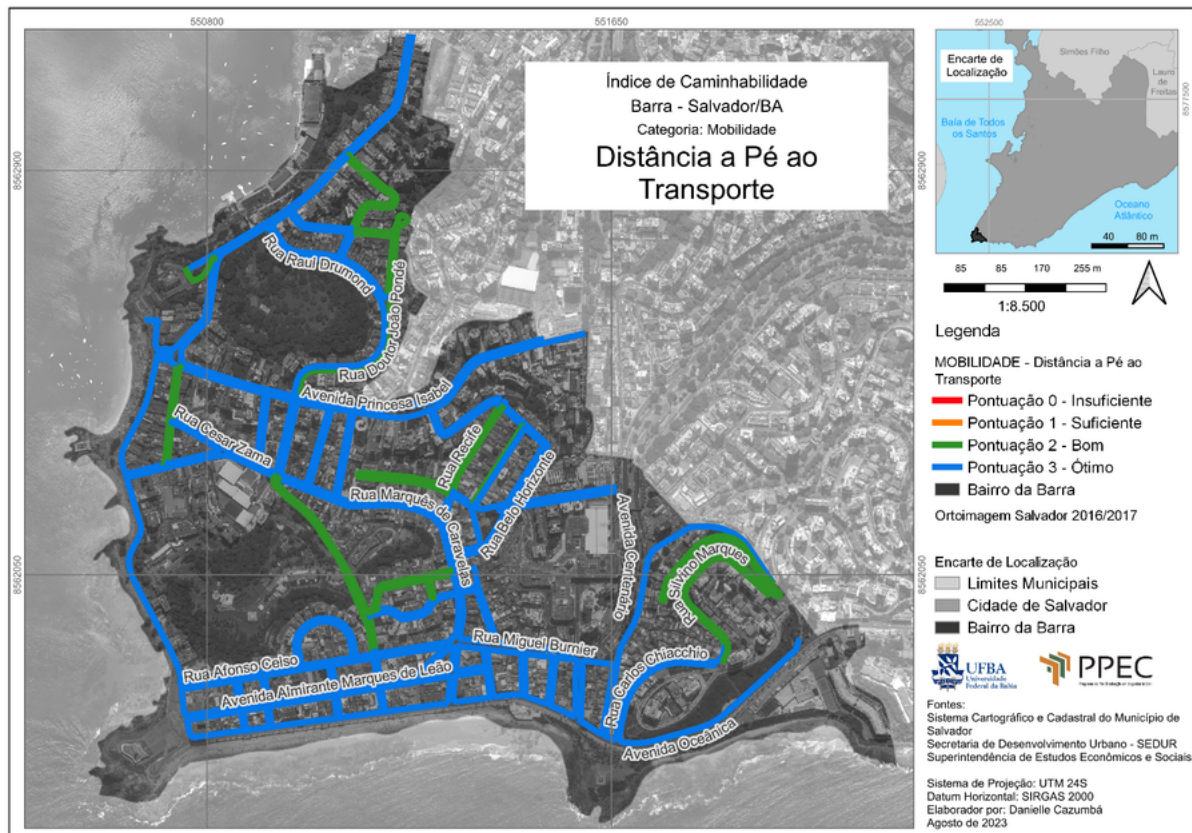 550800
551650
552500
Índice de Caminhabilidade
Barra - Salvador/BA
Categoria: Mobilidade
Distância a Pé ao
Transporte
8562900
8562900
8562050
8562050
Rua Raul Drumond
Rua Doutor João Pondé
Avenida Princesa Isabel
Rua Cesar Zama
Rua Recife
Rua Marquês de Caravelas
Rua Belo Horizonte
Avenida Centenário
Rua Silvino Marques
Rua Miguel Burnier
Rua Carlos Chiacchio
Rua Afonso Celso
Avenida Almirante Marques de Leão
Avenida Oceânica
Encarte de
Localização
Simões Filho
Lauro
de
Freitas
Baía de Todos
os Santos
Oceano
Atlântico
8577500
40 80 m
85 85 170 255 m
1:8.500
Legenda
MOBILIDADE - Distância a Pé ao
Transporte
Pontuação 0 - Insuficiente
Pontuação 1 - Suficiente
Pontuação 2 - Bom
Pontuação 3 - Ótimo
Bairro da Barra
Ortoimagem Salvador 2016/2017
Encarte de Localização
Limites Municipais
Cidade de Salvador
Bairro da Barra
UFBA
Universidade
Federal da Bahia
PPEC
Fontes:
Sistema Cartográfico e Cadastral do Município de
Salvador
Secretaria de Desenvolvimento Urbano - SEDUR
Superintendência de Estudos Econômicos e Sociais
Sistema de Projeção: UTM 24S
Datum Horizontal: SIRGAS 2000
Elaborador por: Danielle Cazumbá
Agosto de 2023